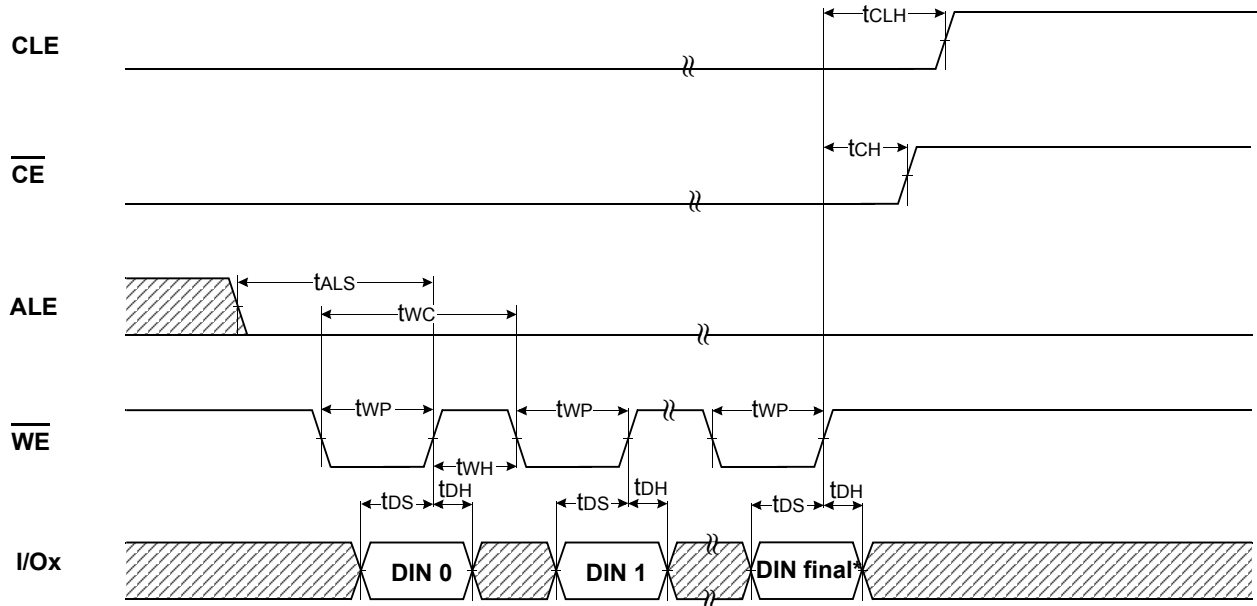 tCLH
CLE
tCH
CE
tALS
ALE
tWC
tWP tWP tWP
WE
tWH
tDS tDH tDS tDH tDS tDH
I/Ox DIN 0 DIN 1 DIN final*